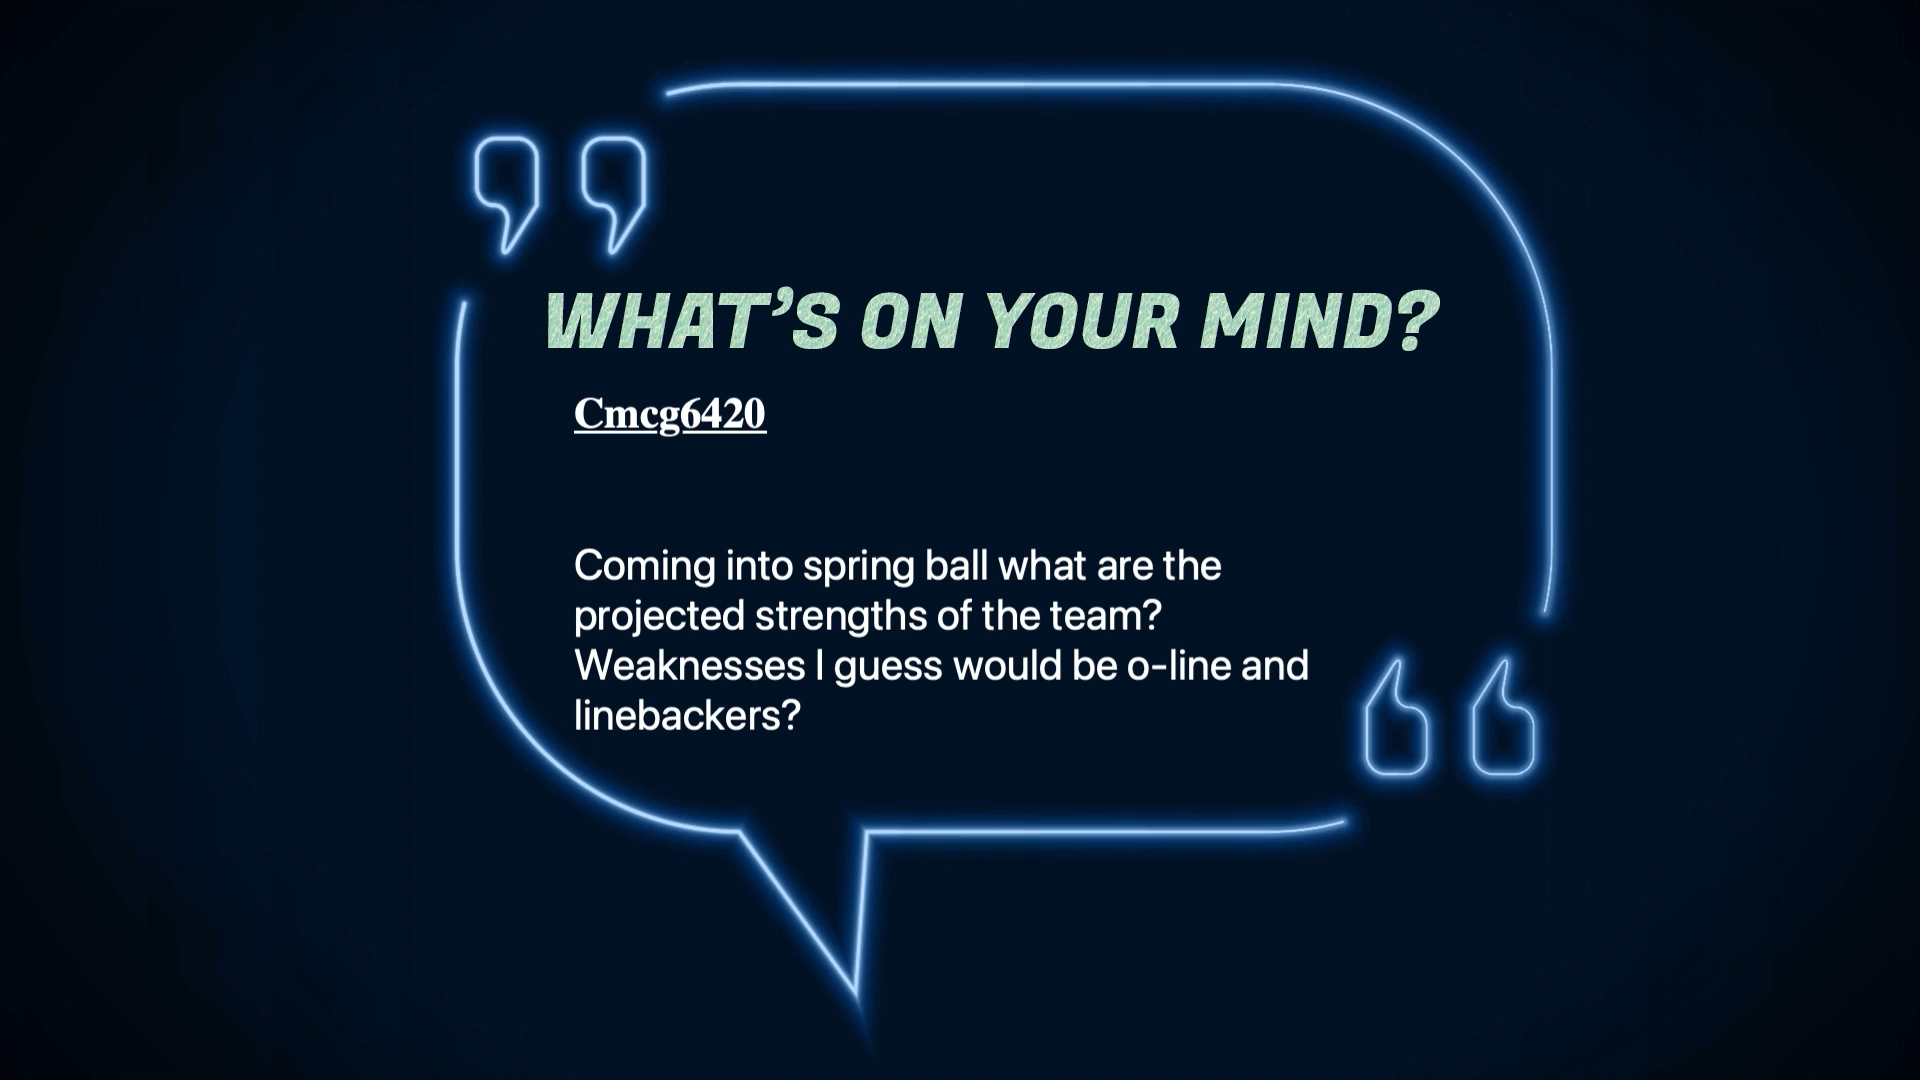 WHAT'S ON YOUR MIND?
Cmcg6420
Coming into spring ball what are the
projected strengths of the team?
Weaknesses I guess would be o-line and
linebackers?